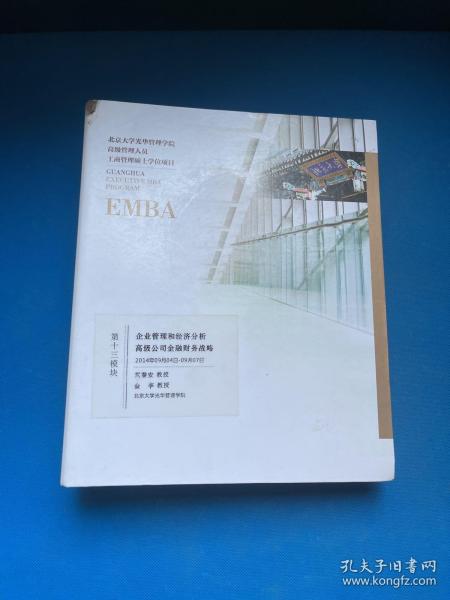 北京大学光华管理学院
高级管理人员
工商管理硕士学位项目
GUANGHUA
EXECUTIVE MBA
PROGRAM
EMBA
北京大学
第十三模块
企业管理和经济分析
高级公司金融财务战略
2014年09月04日-09月07日
教授
教授
北京大学光华管理学院
孔夫子旧书网
www.kongfz.com